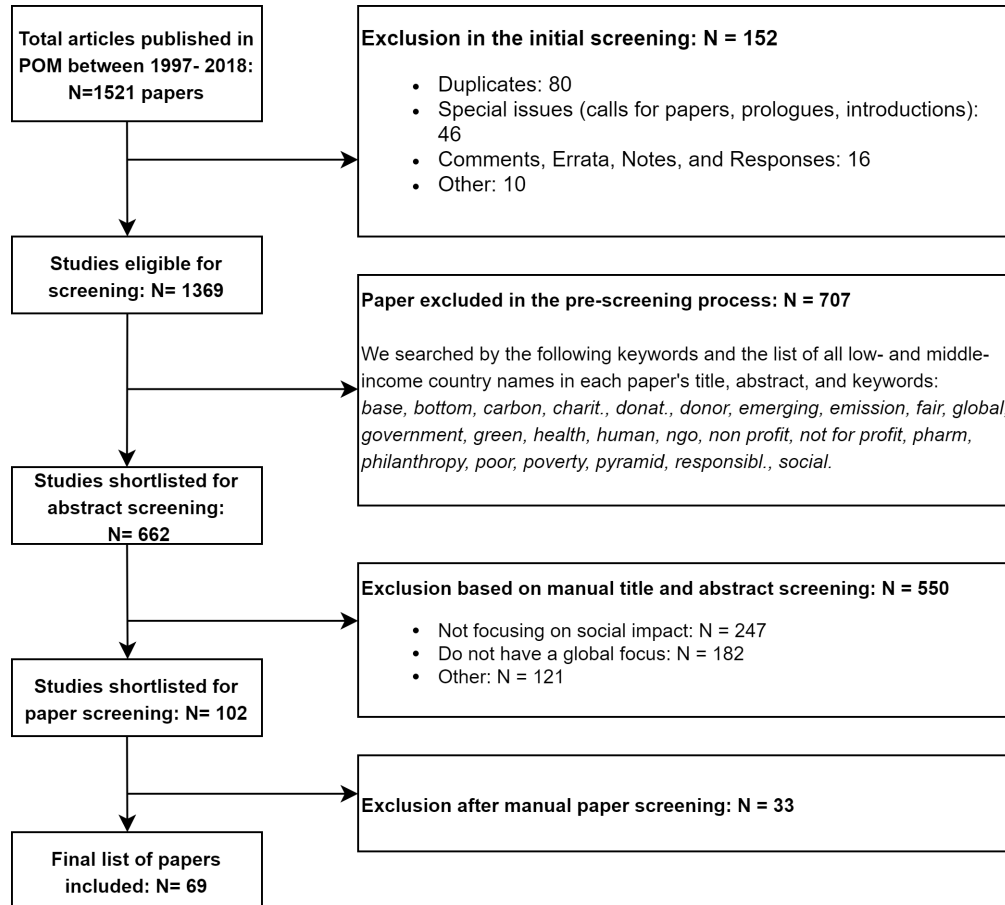 Total articles published in
POM between 1997- 2018:
N=1521 papers
Exclusion in the initial screening: N = 152
• Duplicates: 80
• Special issues (calls for papers, prologues, introductions):
46
• Comments, Errata, Notes, and Responses: 16
• Other: 10
Studies eligible for
screening: N= 1369
Paper excluded in the pre-screening process: N = 707
We searched by the following keywords and the list of all low- and middle-
income country names in each paper's title, abstract, and keywords:
base, bottom, carbon, charit., donat., donor, emerging, emission, fair, global,
government, green, health, human, ngo, non profit, not for profit, pharm,
philanthropy, poor, poverty, pyramid, responsibl., social.
Studies shortlisted for
abstract screening:
N= 662
Exclusion based on manual title and abstract screening: N = 550
• Not focusing on social impact: N = 247
• Do not have a global focus: N = 182
• Other: N = 121
Studies shortlisted for
paper screening: N= 102
Exclusion after manual paper screening: N = 33
Final list of papers
included: N= 69